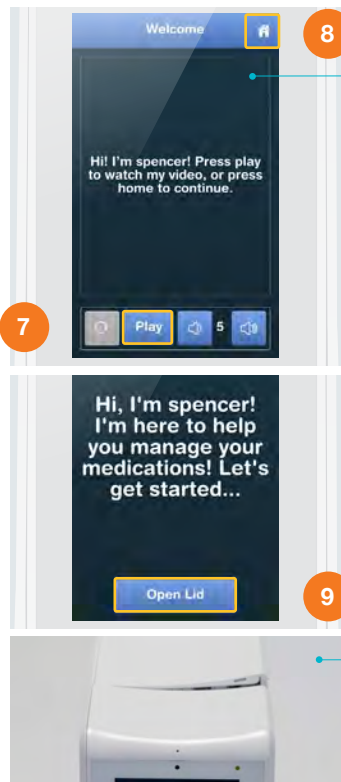 Welcome
8
Hi! I'm spencer! Press play
to watch my video, or press
home to continue.
7
Play
5
Hi, I'm spencer!
I'm here to help
you manage your
medications! Let's
get started...
Open Lid
9